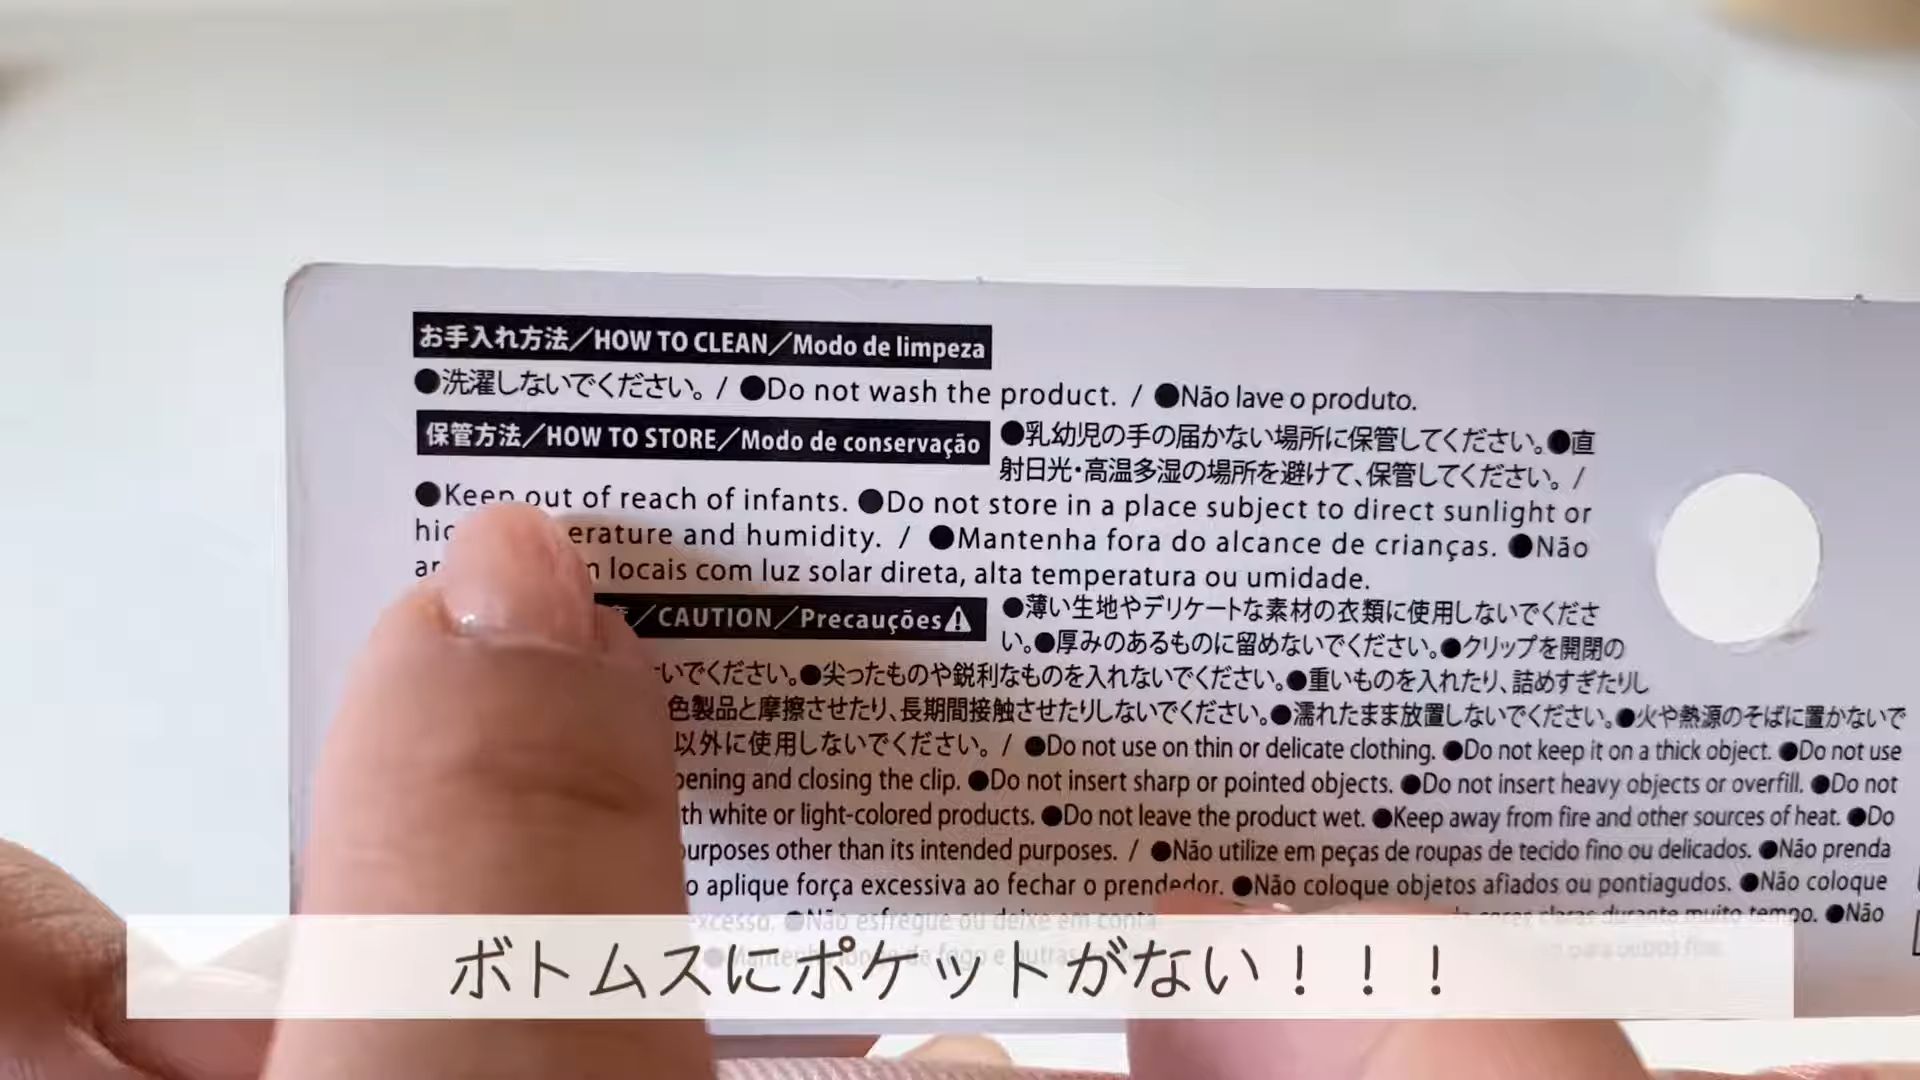 お手入れ方法／HOW TO CLEAN／Modo de limpeza
●洗濯しないでください。/ ●Do not wash the product. / ●Não lave o produto.
保管方法／HOW TO STORE／Modo de conservação
●乳幼児の手の届かない場所に保管してください。●直
射日光・高温多湿の場所を避けて、保管してください。/
●Keep out of reach of infants. ●Do not store in a place subject to direct sunlight or
erature and humidity. / ●Mantenha fora do alcance de crianças. ●Não
locais com luz solar direta, alta temperatura ou umidade.
／CAUTION／Precauções
●薄い生地やデリケートな素材の衣類に使用しないでくださ
い。●厚みのあるものに留めないでください。●クリップを開閉の
いでください。●尖ったものや鋭利なものを入れないでください。●重いものを入れたり、詰めすぎたりし
色製品と摩擦させたり、長期間接触させたりしないでください。●濡れたまま放置しないでください。●火や熱源のそばに置かないで
以外に使用しないでください。/ ●Do not use on thin or delicate clothing. ●Do not keep it on a thick object. ●Do not use
pening and closing the clip. ●Do not insert sharp or pointed objects. ●Do not insert heavy objects or overfill. ●Do not
th white or light-colored products. ●Do not leave the product wet. ●Keep away from fire and other sources of heat. ●Do
urposes other than its intended purposes. / ●Não utilize em peças de roupas de tecido fino ou delicados. ●Não prenda
o aplique força excessiva ao fechar o prendedor. ●Não coloque objetos afiados ou pontiagudos. ●Não coloque
xcesso. ●Não esfregue ou deixe em conta cores claras durante muito tempo. ●Não
ボトムスにポケットがない！！！